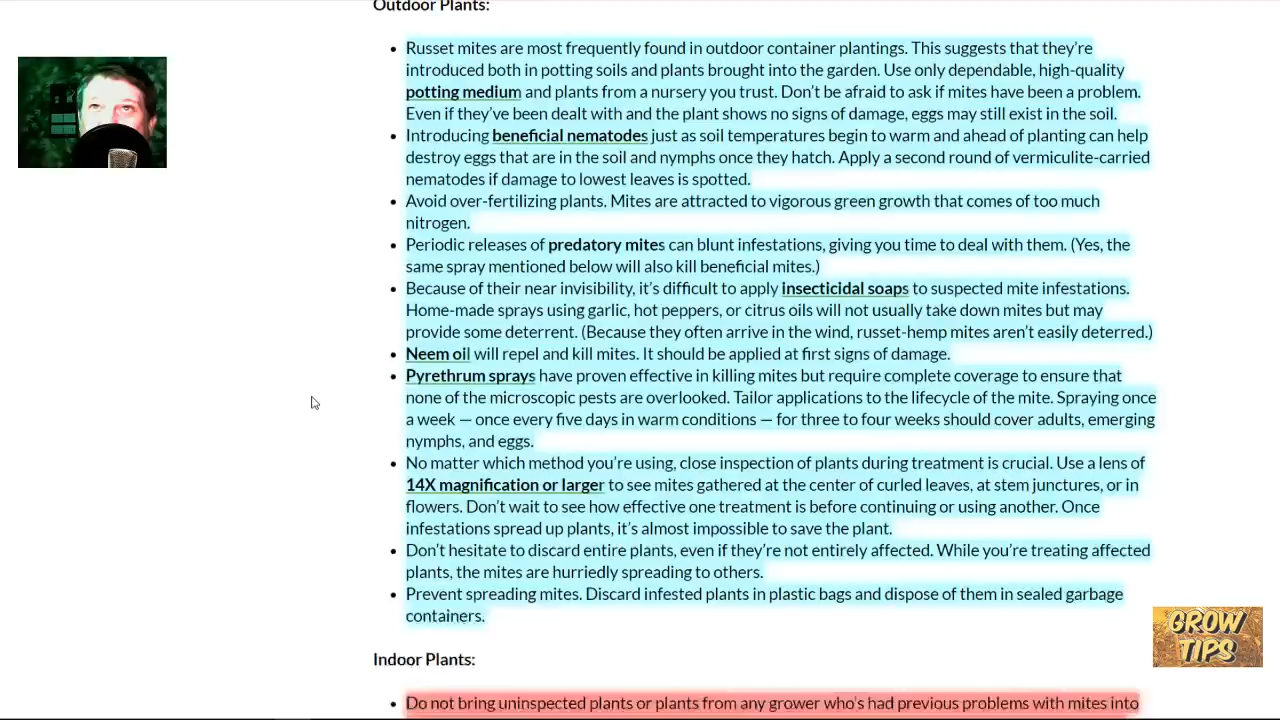 Outdoor Plants:
Russet mites are most frequently found in outdoor container plantings. This suggests that they're
introduced both in potting soils and plants brought into the garden. Use only dependable, high-quality
potting medium and plants from a nursery you trust. Don't be afraid to ask if mites have been a problem.
Even if they've been dealt with and the plant shows no signs of damage, eggs may still exist in the soil.
Introducing beneficial nematodes just as soil temperatures begin to warm and ahead of planting can help
destroy eggs that are in the soil and nymphs once they hatch. Apply a second round of vermiculite-carried
nematodes if damage to lowest leaves is spotted.
Avoid over-fertilizing plants. Mites are attracted to vigorous green growth that comes of too much
nitrogen.
Periodic releases of predatory mites can blunt infestations, giving you time to deal with them. (Yes, the
same spray mentioned below will also kill beneficial mites.)
Because of their near invisibility, it's difficult to apply insecticidal soaps to suspected mite infestations.
Home-made sprays using garlic, hot peppers, or citrus oils will not usually take down mites but may
provide some deterrent. (Because they often arrive in the wind, russet-hemp mites aren't easily deterred.)
Neem oil will repel and kill mites. It should be applied at first signs of damage.
Pyrethrum sprays have proven effective in killing mites but require complete coverage to ensure that
none of the microscopic pests are overlooked. Tailor applications to the lifecycle of the mite. Spraying once
a week — once every five days in warm conditions — for three to four weeks should cover adults, emerging
nymphs, and eggs.
No matter which method you're using, close inspection of plants during treatment is crucial. Use a lens of
14X magnification or larger to see mites gathered at the center of curled leaves, at stem junctures, or in
flowers. Don't wait to see how effective one treatment is before continuing or using another. Once
infestations spread up plants, it's almost impossible to save the plant.
Don't hesitate to discard entire plants, even if they're not entirely affected. While you're treating affected
plants, the mites are hurriedly spreading to others.
Prevent spreading mites. Discard infested plants in plastic bags and dispose of them in sealed garbage
containers.
GROW
TIPS
Indoor Plants:
Do not bring uninspected plants or plants from any grower who's had previous problems with mites into